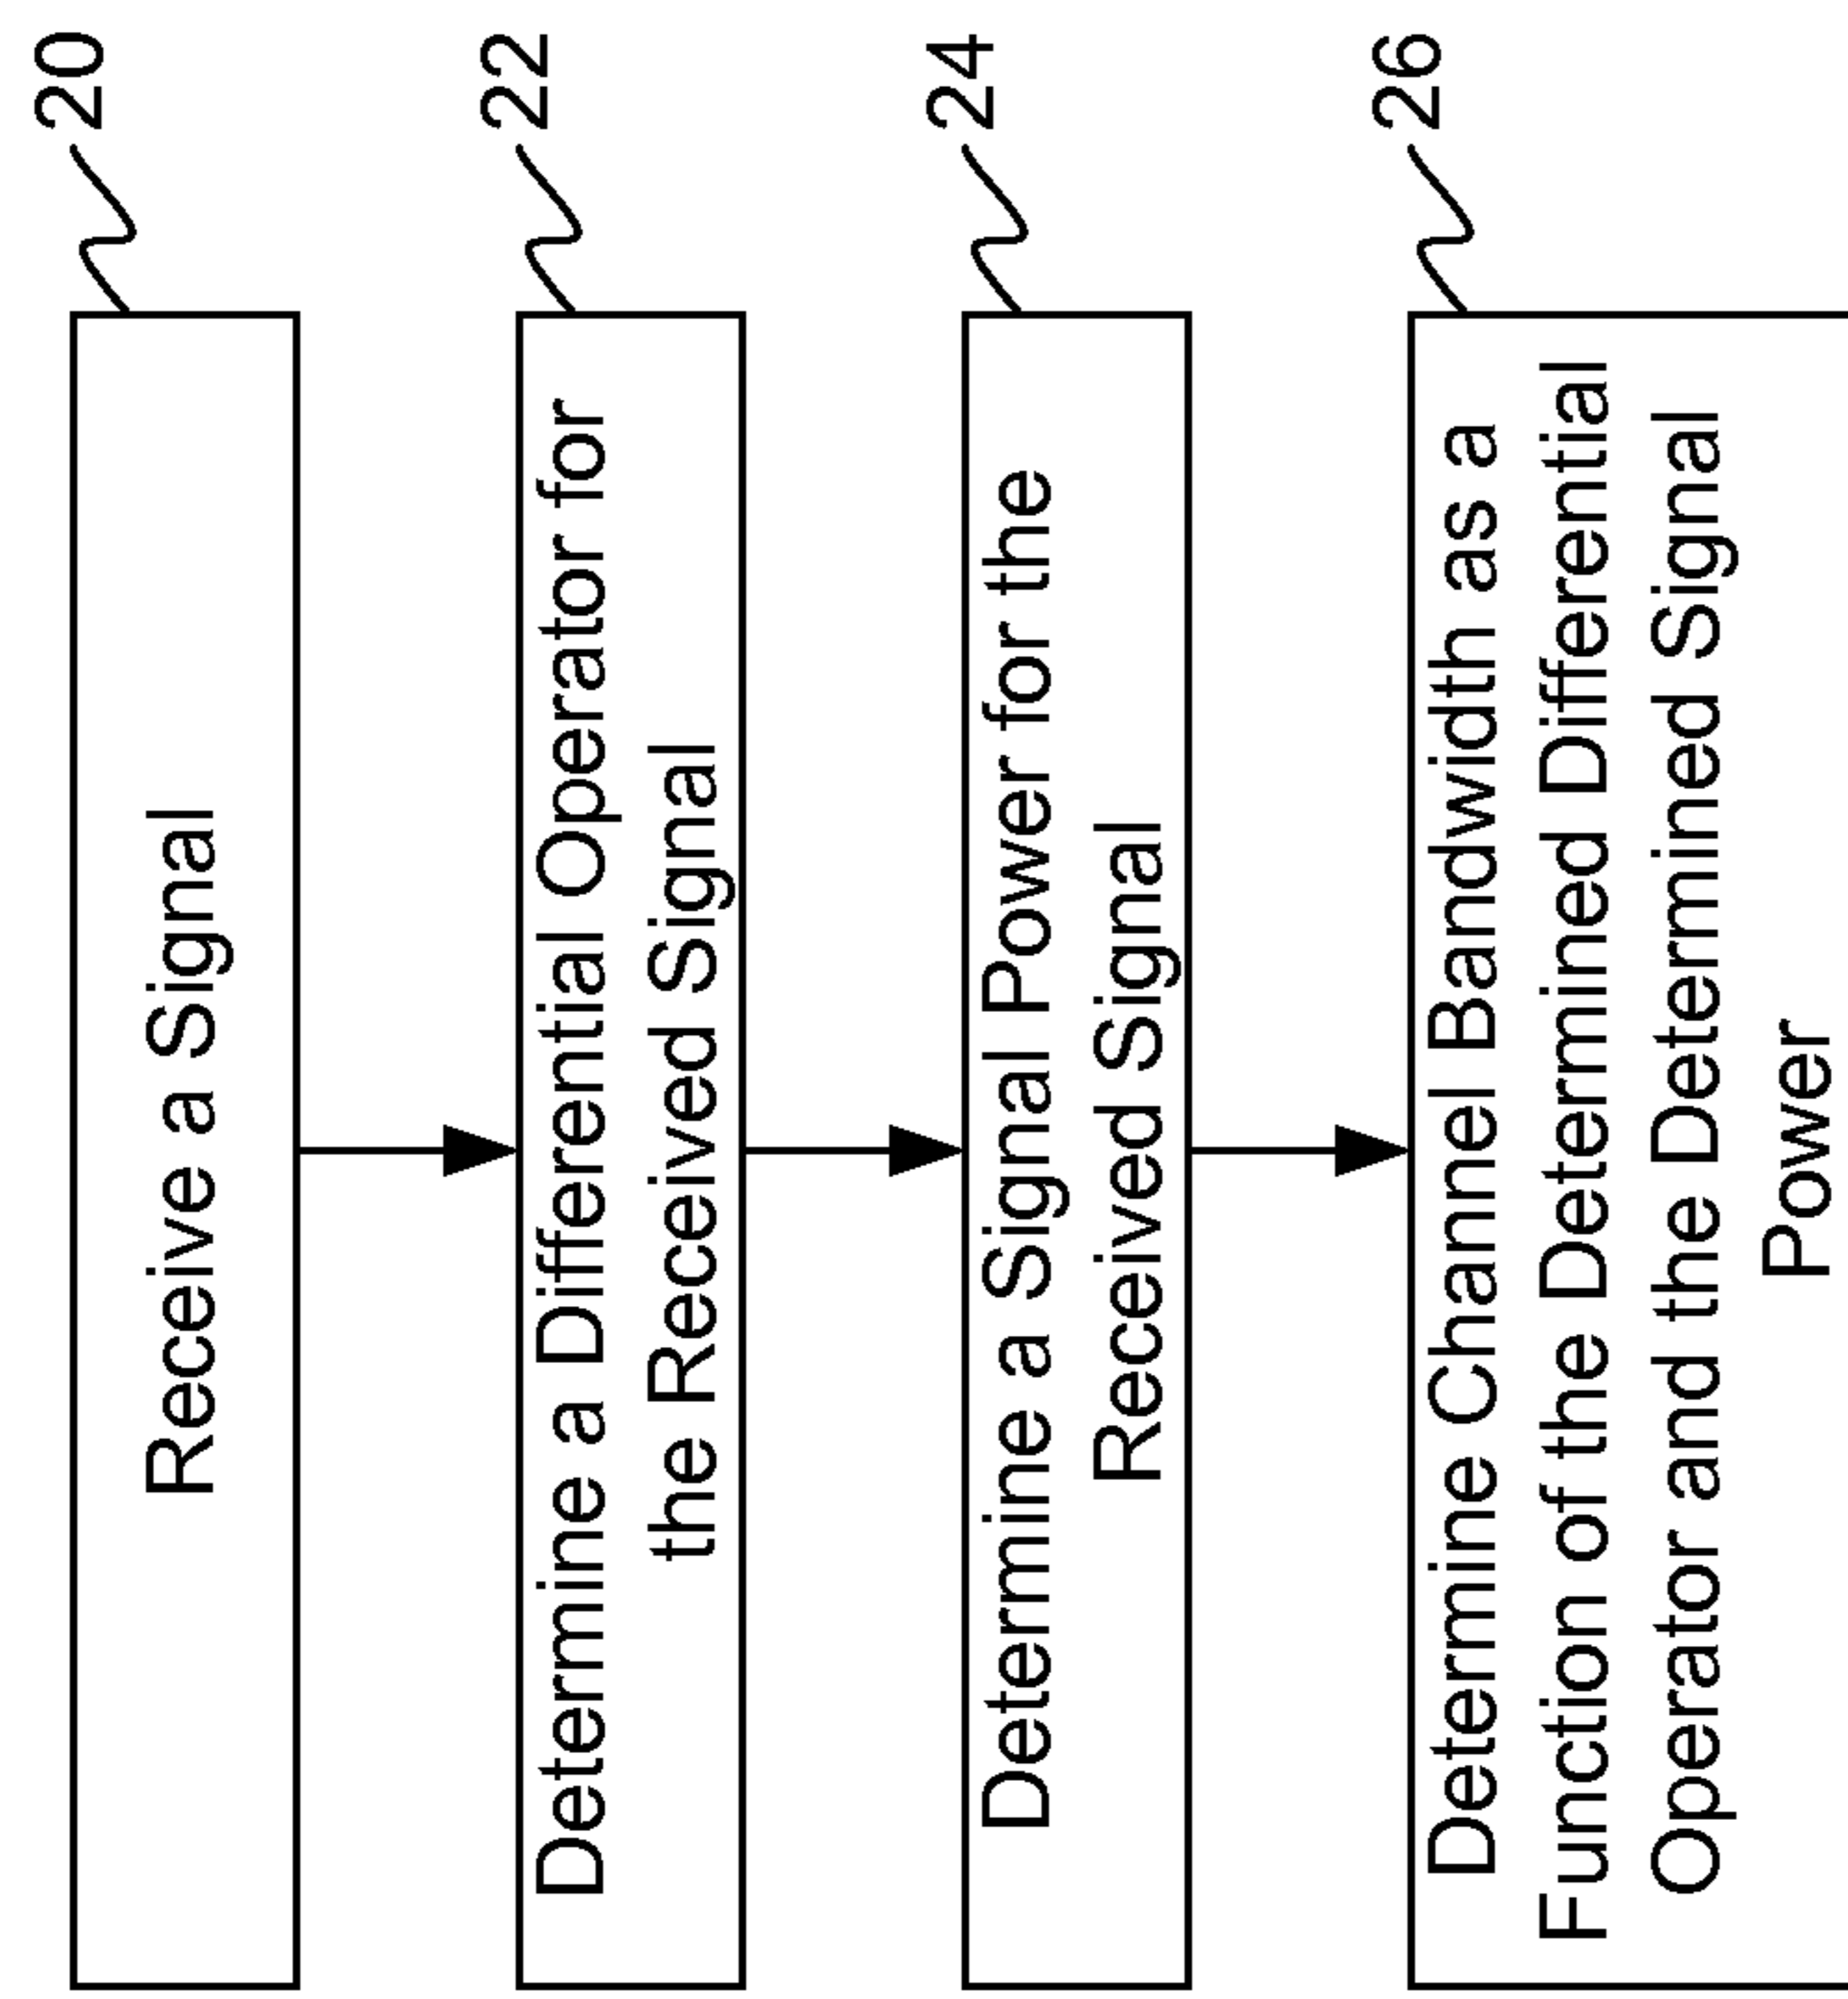 Receive a Signal
20
Determine a Differential Operator for
the Received Signal
22
Determine a Signal Power for the
Received Signal
24
Determine Channel Bandwidth as a
Function of the Determined Differential
Operator and the Determined Signal
Power
26